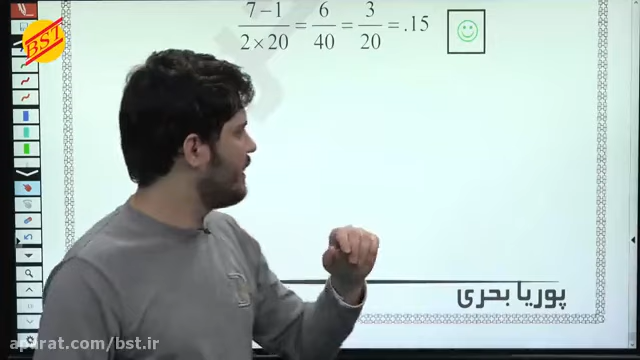 BST
(7−1)/(2×20) = 6/40 = 3/20 = .15
پوریا بحری
aparat.com/bst.ir